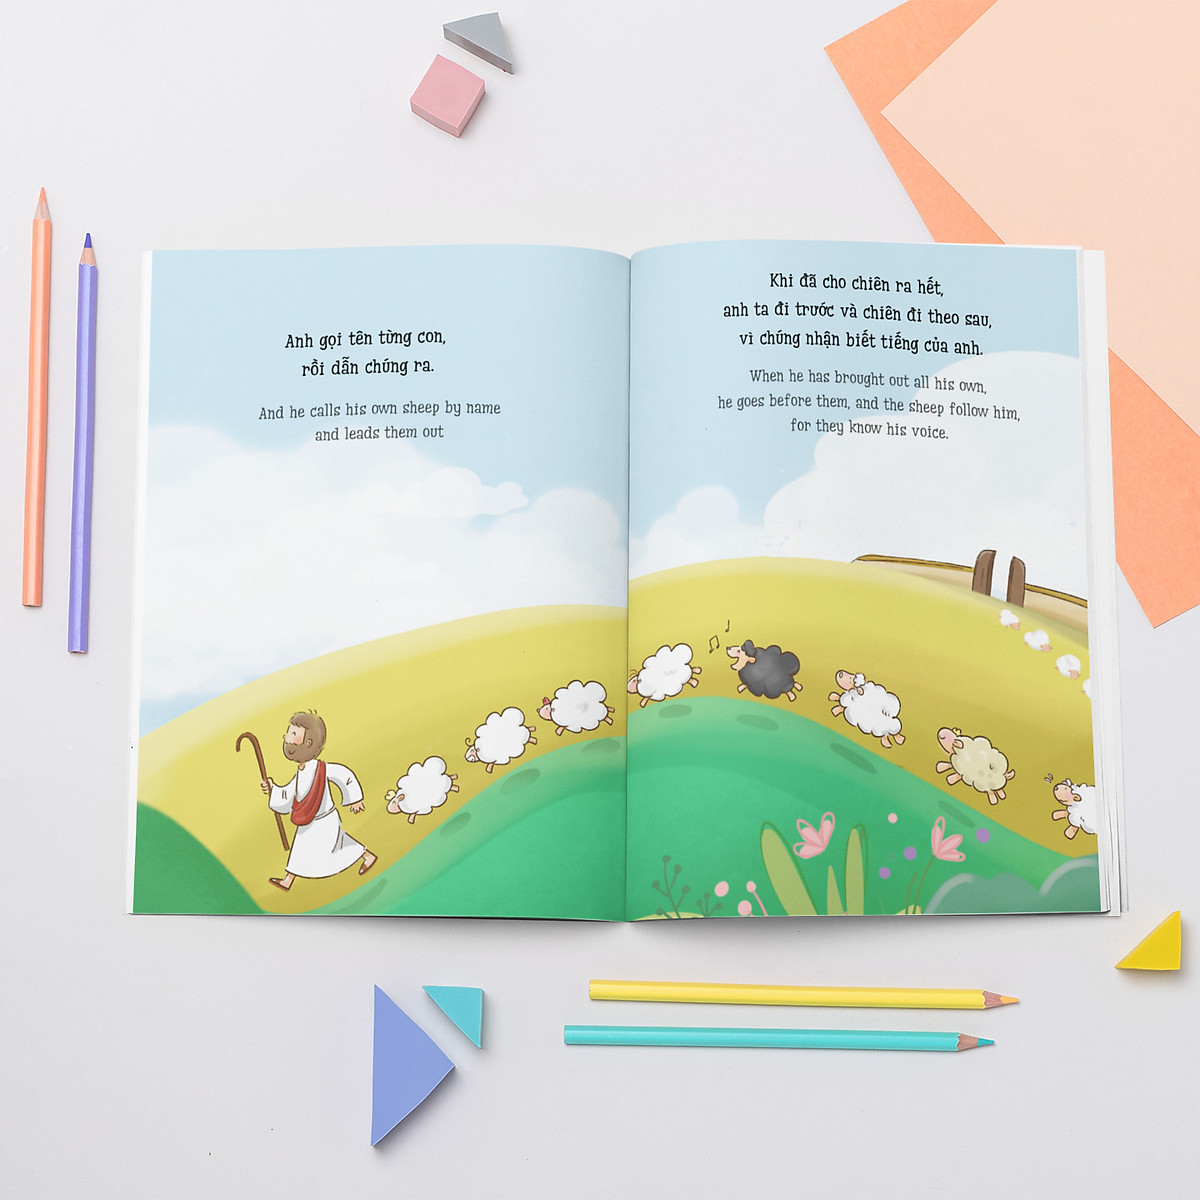 Anh gọi tên từng con,
rồi dẫn chúng ra.
And he calls his own sheep by name
and leads them out
Khi đã cho chiên ra hết,
anh ta đi trước và chiên đi theo sau,
vì chúng nhận biết tiếng của anh.
When he has brought out all his own,
he goes before them, and the sheep follow him,
for they know his voice.